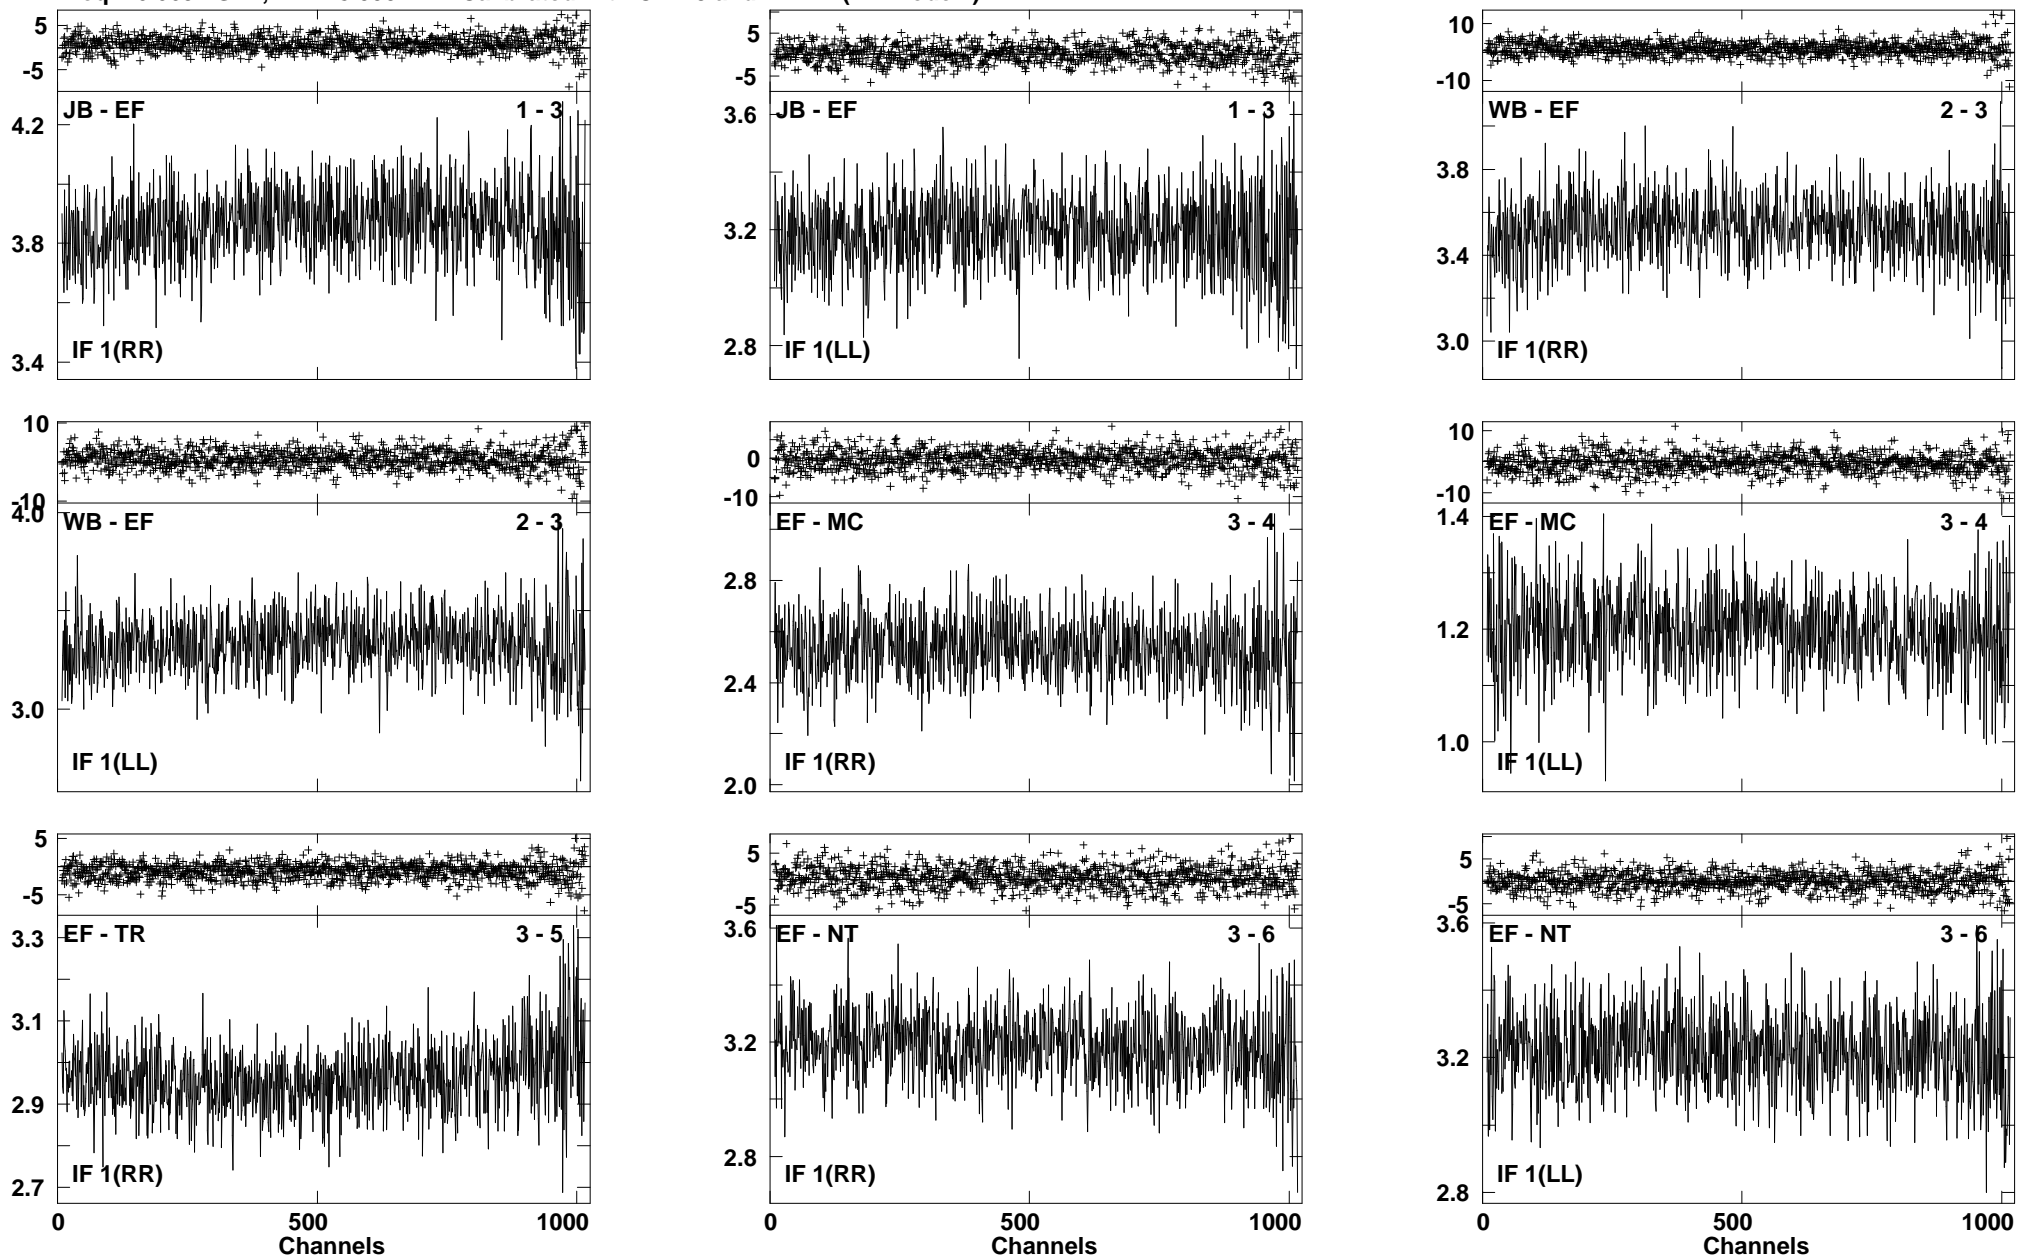 5
-5
JB - EF 1 - 3
4.2
3.8
3.4
IF 1(RR)
5
-5
JB - EF 1 - 3
3.6
3.2
2.8
IF 1(LL)
10
-10
WB - EF 2 - 3
3.8
3.4
3.0
IF 1(RR)
10
-10
4.0
WB - EF 2 - 3
3.0
IF 1(LL)
0
-10
EF - MC 3 - 4
2.8
2.4
2.0
IF 1(RR)
10
-10
1.4
EF - MC 3 - 4
1.2
1.0
IF 1(LL)
5
-5
EF - TR 3 - 5
3.3
3.1
2.9
2.7
IF 1(RR)
0 500 1000
Channels
5
-5
3.6
EF - NT 3 - 6
3.2
2.8
IF 1(RR)
0 500 1000
Channels
5
-5
3.6
EF - NT 3 - 6
3.2
2.8
IF 1(LL)
0 500 1000
Channels